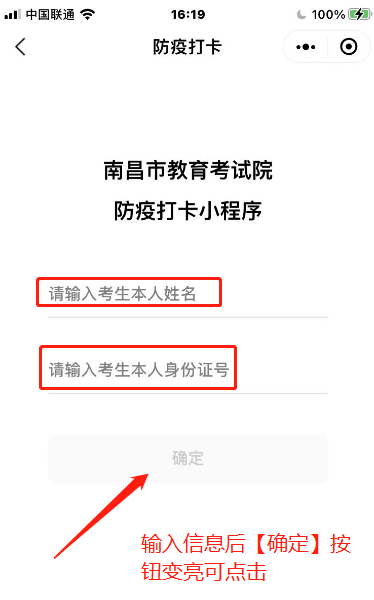 中国联通 16:19 100%
防疫打卡
南昌市教育考试院
防疫打卡小程序
请输入考生本人姓名
请输入考生本人身份证号
确定
输入信息后【确定】按
钮变亮可点击